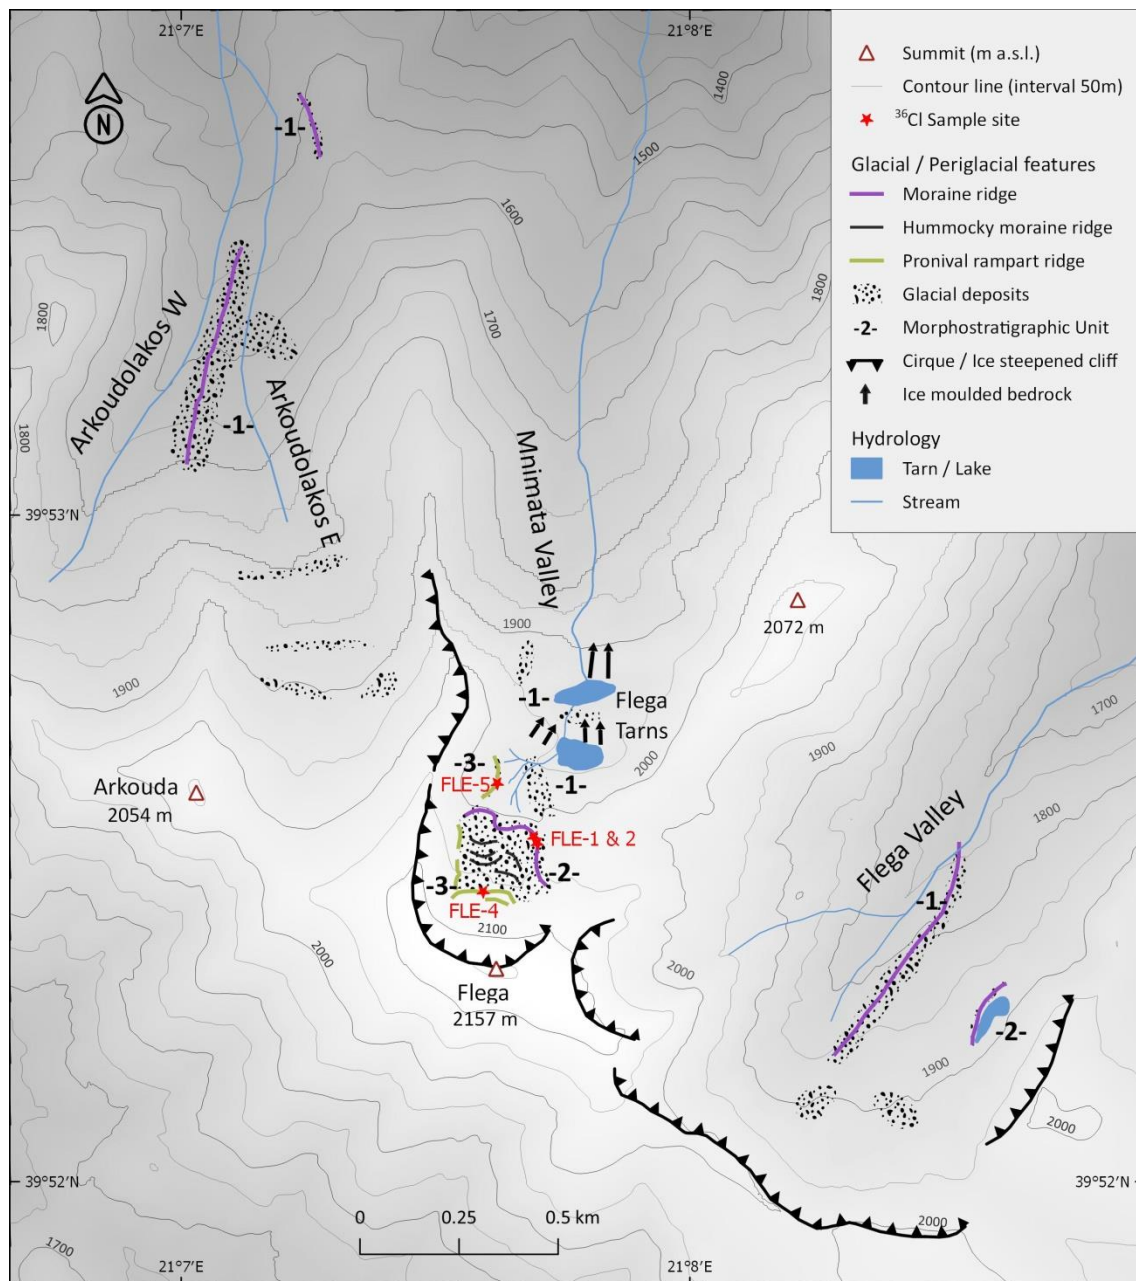 21°7′E
21°8′E
1400
Summit (m a.s.l.)
Contour line (interval 50m)
N
-1-
³⁶Cl Sample site
1500
Glacial / Periglacial features
Moraine ridge
1600
Hummocky moraine ridge
Pronival rampart ridge
1800
Glacial deposits
1800
1700
-2- Morphostratigraphic Unit
Cirque / Ice steepened cliff
Arkoudolakos W
Ice moulded bedrock
1800
-1-
Arkoudolakos E
Hydrology
Mnimata Valley
Tarn / Lake
Stream
39°53′N
1900
2072 m
1900
-1-
Flega
Tarns
1700
1900
2000
-3-
FLE-5
-1-
Arkouda
2054 m
1800
FLE-1 & 2
Flega Valley
-3-
-2-
FLE-4
-1-
2100
2000
2000
Flega
2157 m
-2-
1900
2000
39°52′N
39°52′N
0
0.25
0.5 km
2000
1700
21°7′E
21°8′E